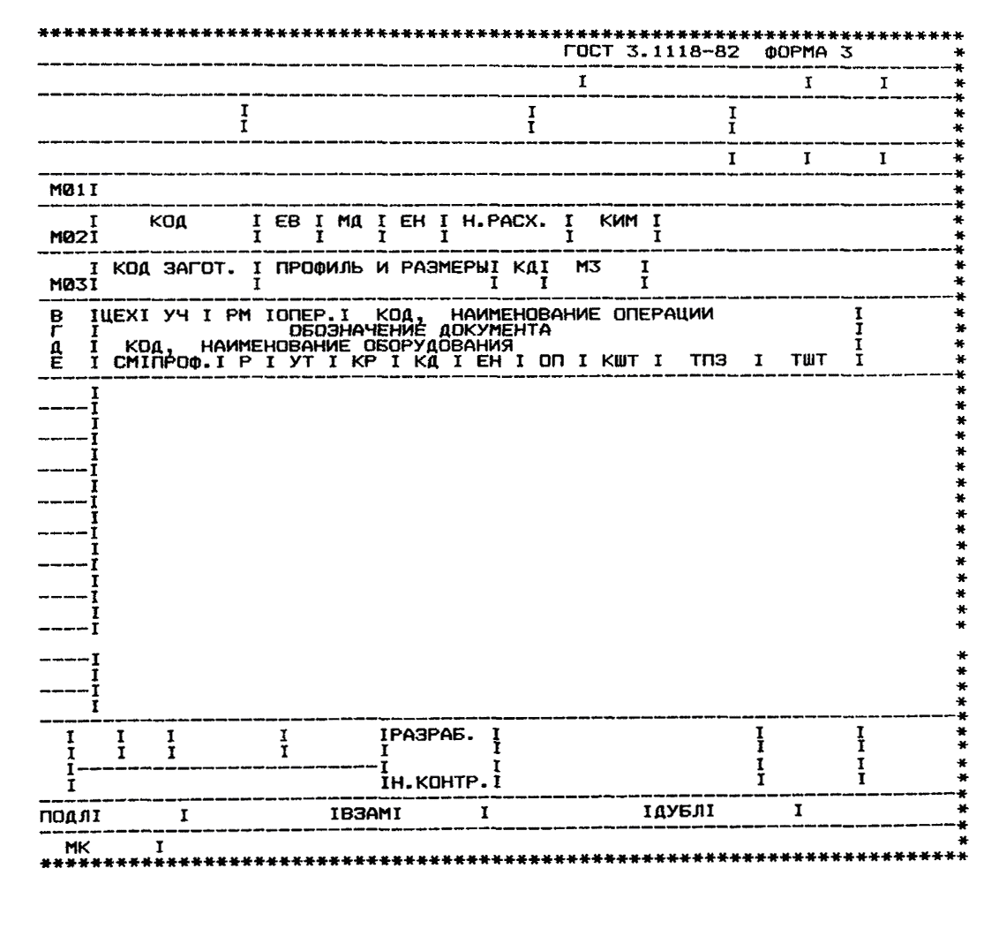 ГОСТ 3.1118-82 ФОРМА 3
I I I
I I I
I I I
I I I
М01I
I КОД I ЕВ I МД I ЕН I Н.РАСХ. I КИМ I
М02I I I I I I I
I КОД ЗАГОТ. I ПРОФИЛЬ И РАЗМЕРЫI КДI МЗ I
М03I I I I I
В IЦЕХI УЧ I РМ IОПЕР.I КОД, НАИМЕНОВАНИЕ ОПЕРАЦИИ I
Г I ОБОЗНАЧЕНИЕ ДОКУМЕНТА I
Д I КОД, НАИМЕНОВАНИЕ ОБОРУДОВАНИЯ I
Е I СМIПРОФ.I Р I УТ I КР I КД I ЕН I ОП I КШТ I ТПЗ I ТШТ I
I I I I IРАЗРАБ. I I I
I I I I I I I I
I I I I I
I IН.КОНТР.I I I
ПОДЛI I IВЗАМI I IДУБЛI I
МК I